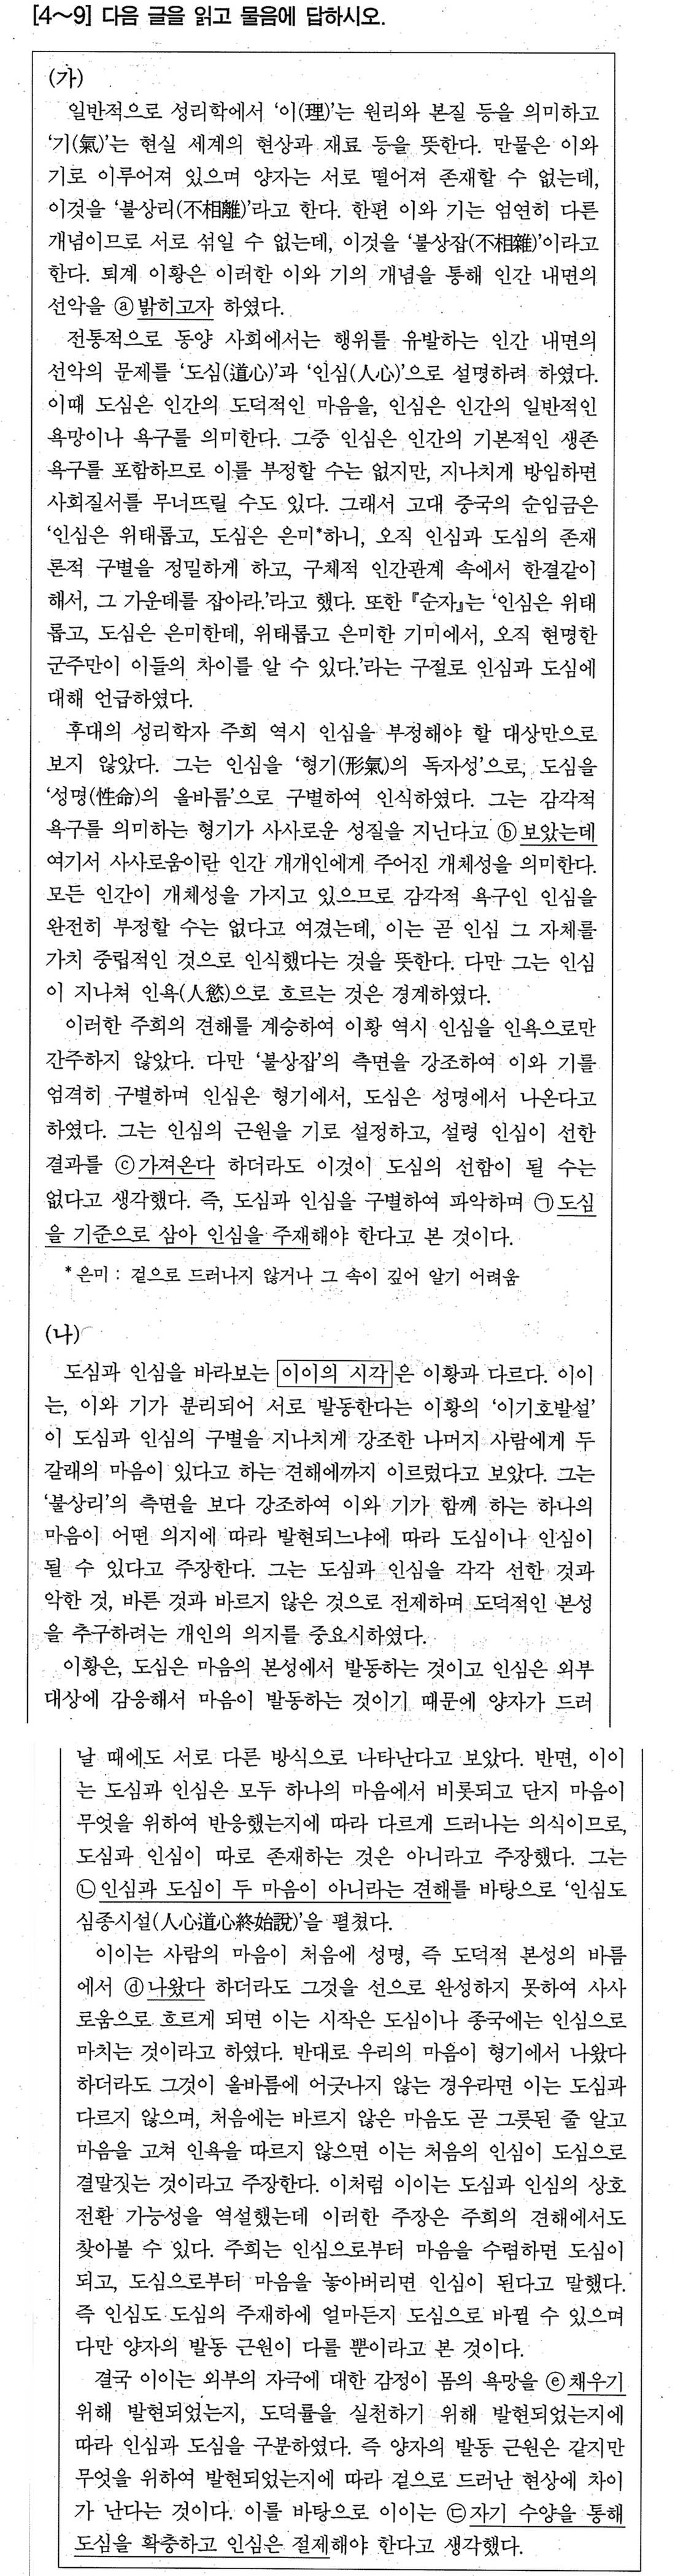 [4～9] 다음 글을 읽고 물음에 답하시오.
(가)
일반적으로 성리학에서 ‘이(理)’는 원리와 본질 등을 의미하고
‘기(氣)’는 현실 세계의 현상과 재료 등을 뜻한다. 만물은 이와
기로 이루어져 있으며 양자는 서로 떨어져 존재할 수 없는데,
이것을 ‘불상리(不相離)’라고 한다. 한편 이와 기는 엄연히 다른
개념이므로 서로 섞일 수 없는데, 이것을 ‘불상잡(不相雜)’이라고
한다. 퇴계 이황은 이러한 이와 기의 개념을 통해 인간 내면의
선악을 ⓐ밝히고자 하였다.
전통적으로 동양 사회에서는 행위를 유발하는 인간 내면의
선악의 문제를 ‘도심(道心)’과 ‘인심(人心)’으로 설명하려 하였다.
이때 도심은 인간의 도덕적인 마음을, 인심은 인간의 일반적인
욕망이나 욕구를 의미한다. 그중 인심은 인간의 기본적인 생존
욕구를 포함하므로 이를 부정할 수는 없지만, 지나치게 방임하면
사회질서를 무너뜨릴 수도 있다. 그래서 고대 중국의 순임금은
‘인심은 위태롭고, 도심은 은미*하니, 오직 인심과 도심의 존재
론적 구별을 정밀하게 하고, 구체적 인간관계 속에서 한결같이
해서, 그 가운데를 잡아라.’라고 했다. 또한 『순자』는 ‘인심은 위태
롭고, 도심은 은미한데, 위태롭고 은미한 기미에서, 오직 현명한
군주만이 이들의 차이를 알 수 있다.’라는 구절로 인심과 도심에
대해 언급하였다.
후대의 성리학자 주희 역시 인심을 부정해야 할 대상만으로
보지 않았다. 그는 인심을 ‘형기(形氣)의 독자성’으로, 도심을
‘성명(性命)의 올바름’으로 구별하여 인식하였다. 그는 감각적
욕구를 의미하는 형기가 사사로운 성질을 지닌다고 ⓑ보았는데
여기서 사사로움이란 인간 개개인에게 주어진 개체성을 의미한다.
모든 인간이 개체성을 가지고 있으므로 감각적 욕구인 인심을
완전히 부정할 수는 없다고 여겼는데, 이는 곧 인심 그 자체를
가치 중립적인 것으로 인식했다는 것을 뜻한다. 다만 그는 인심
이 지나쳐 인욕(人慾)으로 흐르는 것은 경계하였다.
이러한 주희의 견해를 계승하여 이황 역시 인심을 인욕으로만
간주하지 않았다. 다만 ‘불상잡’의 측면을 강조하여 이와 기를
엄격히 구별하며 인심은 형기에서, 도심은 성명에서 나온다고
하였다. 그는 인심의 근원을 기로 설정하고, 설령 인심이 선한
결과를 ⓒ가져온다 하더라도 이것이 도심의 선함이 될 수는
없다고 생각했다. 즉, 도심과 인심을 구별하여 파악하며 ㉠도심
을 기준으로 삼아 인심을 주재해야 한다고 본 것이다.
*은미 : 겉으로 드러나지 않거나 그 속이 깊어 알기 어려움
(나)
도심과 인심을 바라보는 이이의 시각은 이황과 다르다. 이이
는, 이와 기가 분리되어 서로 발동한다는 이황의 ‘이기호발설’
이 도심과 인심의 구별을 지나치게 강조한 나머지 사람에게 두
갈래의 마음이 있다고 하는 견해에까지 이르렀다고 보았다. 그는
‘불상리’의 측면을 보다 강조하여 이와 기가 함께 하는 하나의
마음이 어떤 의지에 따라 발현되느냐에 따라 도심이나 인심이
될 수 있다고 주장한다. 그는 도심과 인심을 각각 선한 것과
악한 것, 바른 것과 바르지 않은 것으로 전제하며 도덕적인 본성
을 추구하려는 개인의 의지를 중요시하였다.
이황은, 도심은 마음의 본성에서 발동하는 것이고 인심은 외부
대상에 감응해서 마음이 발동하는 것이기 때문에 양자가 드러
날 때에도 서로 다른 방식으로 나타난다고 보았다. 반면, 이이
는 도심과 인심은 모두 하나의 마음에서 비롯되고 단지 마음이
무엇을 위하여 반응했는지에 따라 다르게 드러나는 의식이므로,
도심과 인심이 따로 존재하는 것은 아니라고 주장했다. 그는
㉡인심과 도심이 두 마음이 아니라는 견해를 바탕으로 ‘인심도
심종시설(人心道心終始說)’을 펼쳤다.
이이는 사람의 마음이 처음에 성명, 즉 도덕적 본성의 바름
에서 ⓓ나왔다 하더라도 그것을 선으로 완성하지 못하여 사사
로움으로 흐르게 되면 이는 시작은 도심이나 종국에는 인심으로
마치는 것이라고 하였다. 반대로 우리의 마음이 형기에서 나왔다
하더라도 그것이 올바름에 어긋나지 않는 경우라면 이는 도심과
다르지 않으며, 처음에는 바르지 않은 마음도 곧 그릇된 줄 알고
마음을 고쳐 인욕을 따르지 않으면 이는 처음의 인심이 도심으로
결말짓는 것이라고 주장한다. 이처럼 이이는 도심과 인심의 상호
전환 가능성을 역설했는데 이러한 주장은 주희의 견해에서도
찾아볼 수 있다. 주희는 인심으로부터 마음을 수렴하면 도심이
되고, 도심으로부터 마음을 놓아버리면 인심이 된다고 말했다.
즉 인심도 도심의 주재하에 얼마든지 도심으로 바뀔 수 있으며
다만 양자의 발동 근원이 다를 뿐이라고 본 것이다.
결국 이이는 외부의 자극에 대한 감정이 몸의 욕망을 ⓔ채우기
위해 발현되었는지, 도덕률을 실천하기 위해 발현되었는지에
따라 인심과 도심을 구분하였다. 즉 양자의 발동 근원은 같지만
무엇을 위하여 발현되었는지에 따라 겉으로 드러난 현상에 차이
가 난다는 것이다. 이를 바탕으로 이이는 ㉢자기 수양을 통해
도심을 확충하고 인심은 절제해야 한다고 생각했다.